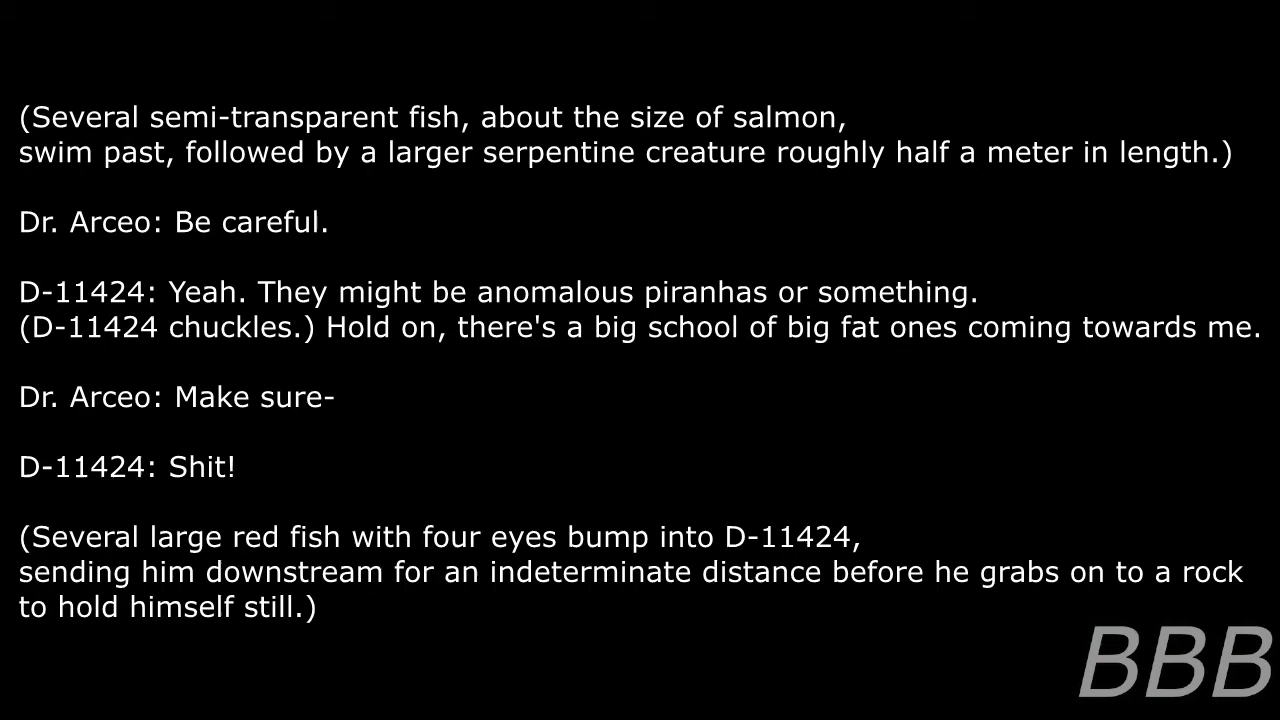 (Several semi-transparent fish, about the size of salmon,
swim past, followed by a larger serpentine creature roughly half a meter in length.)
Dr. Arceo: Be careful.
D-11424: Yeah. They might be anomalous piranhas or something.
(D-11424 chuckles.) Hold on, there's a big school of big fat ones coming towards me.
Dr. Arceo: Make sure-
D-11424: Shit!
(Several large red fish with four eyes bump into D-11424,
sending him downstream for an indeterminate distance before he grabs on to a rock
to hold himself still.)
BBB